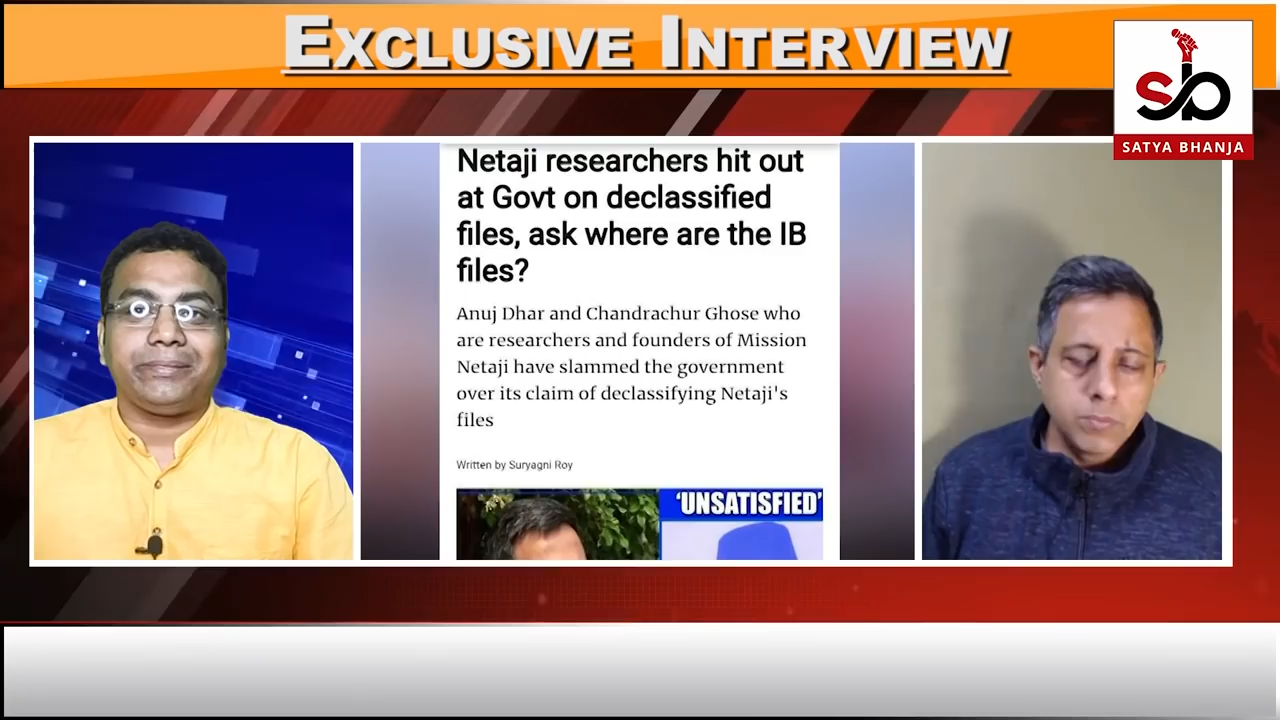 EXCLUSIVE INTERVIEW
sb
SATYA BHANJA
Netaji researchers hit out
at Govt on declassified
files, ask where are the IB
files?
Anuj Dhar and Chandrachur Ghose who
are researchers and founders of Mission
Netaji have slammed the government
over its claim of declassifying Netaji's
files
Written by Suryagni Roy
'UNSATISFIED'